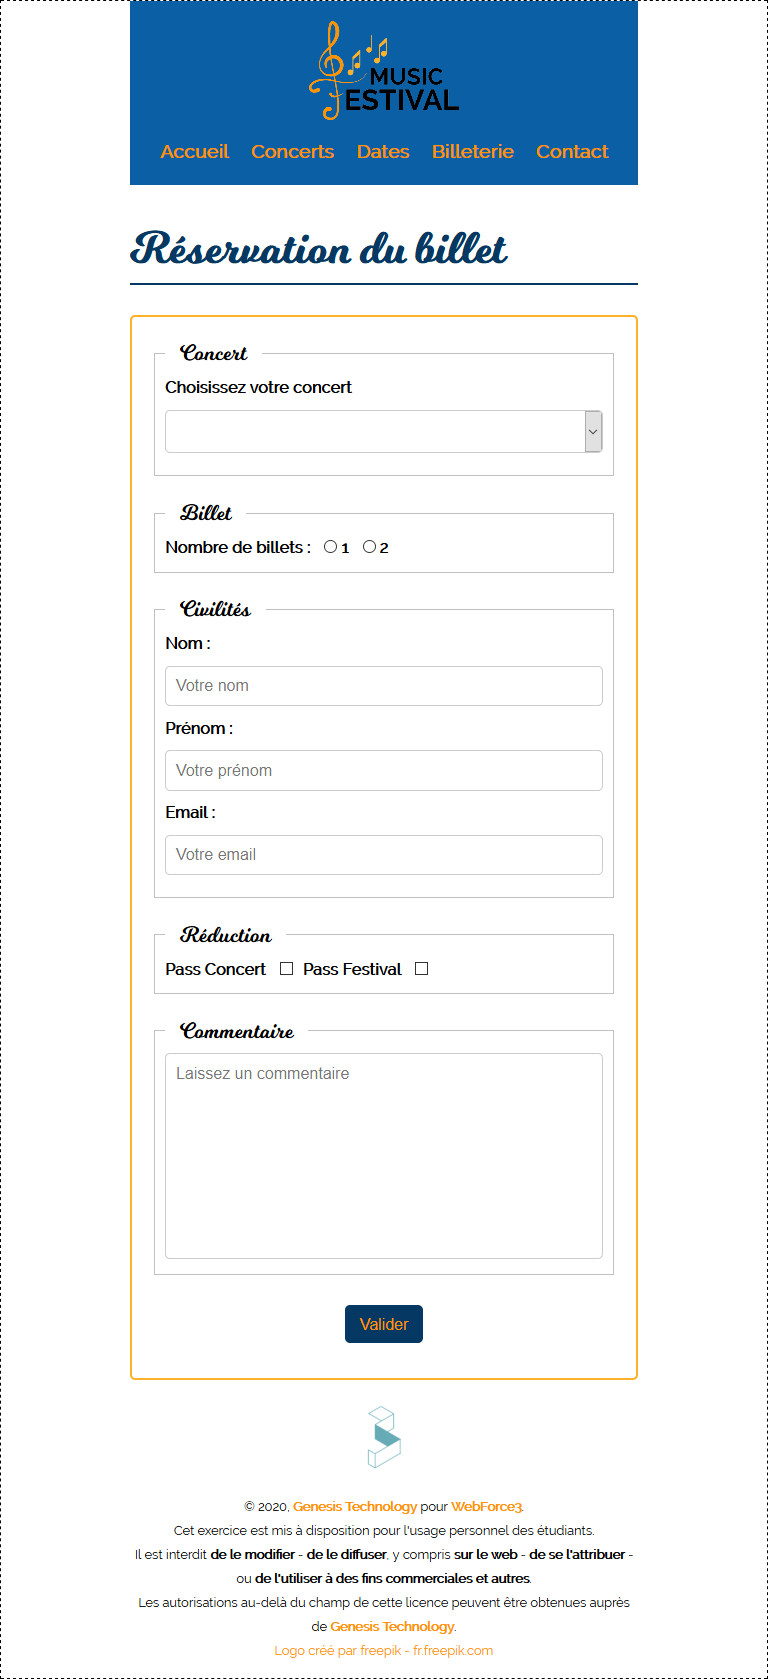 MUSIC
FESTIVAL
Accueil Concerts Dates Billeterie Contact
Réservation du billet
Concert
Choisissez votre concert
Billet
Nombre de billets : 1 2
Civilités
Nom :
Votre nom
Prénom :
Votre prénom
Email :
Votre email
Réduction
Pass Concert Pass Festival
Commentaire
Laissez un commentaire
Valider
© 2020, Genesis Technology pour WebForce3.
Cet exercice est mis à disposition pour l'usage personnel des étudiants.
Il est interdit de le modifier - de le diffuser, y compris sur le web - de se l'attribuer -
ou de l'utiliser à des fins commerciales et autres.
Les autorisations au-delà du champ de cette licence peuvent être obtenues auprès
de Genesis Technology.
Logo créé par freepik - fr.freepik.com